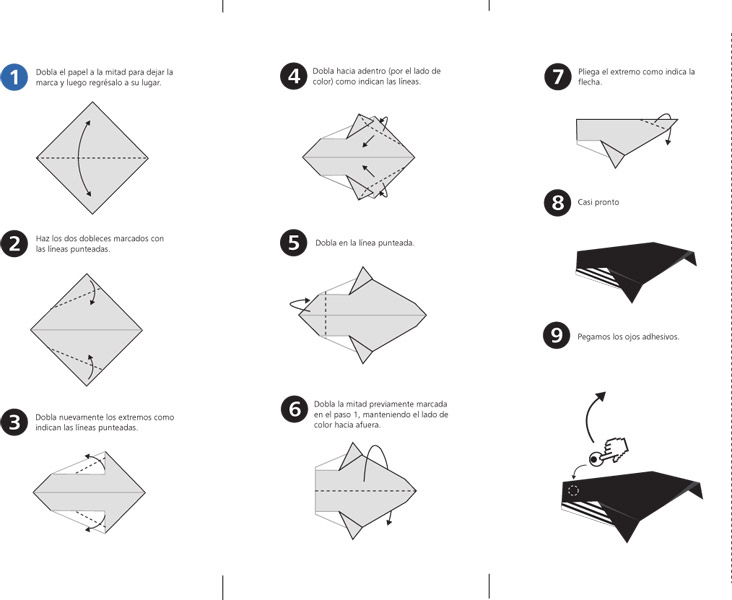 1
Dobla el papel a la mitad para dejar la
marca y luego regrésalo a su lugar.
2
Haz los dos dobleces marcados con
las líneas punteadas.
3
Dobla nuevamente los extremos como
indican las líneas punteadas.
4
Dobla hacia adentro (por el lado de
color) como indican las líneas.
5
Dobla en la línea punteada.
6
Dobla la mitad previamente marcada
en el paso 1, manteniendo el lado de
color hacia afuera.
7
Pliega el extremo como indica la
flecha.
8
Casi pronto
9
Pegamos los ojos adhesivos.